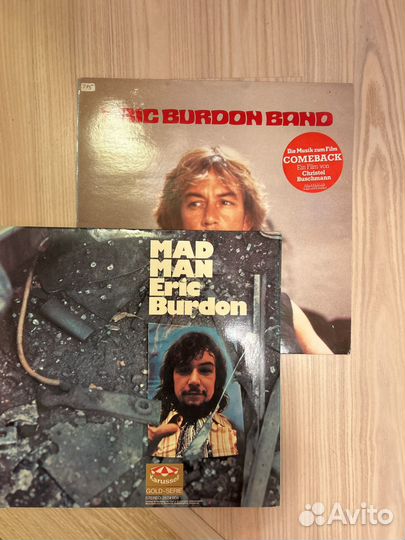 ERIC BURDON BAND
Die Musik zum Film
COMEBACK
Ein Film von
Christel
Buschmann
MAD
MAN
Eric
Burdon
Karussell
GOLD-SERIE
Avito